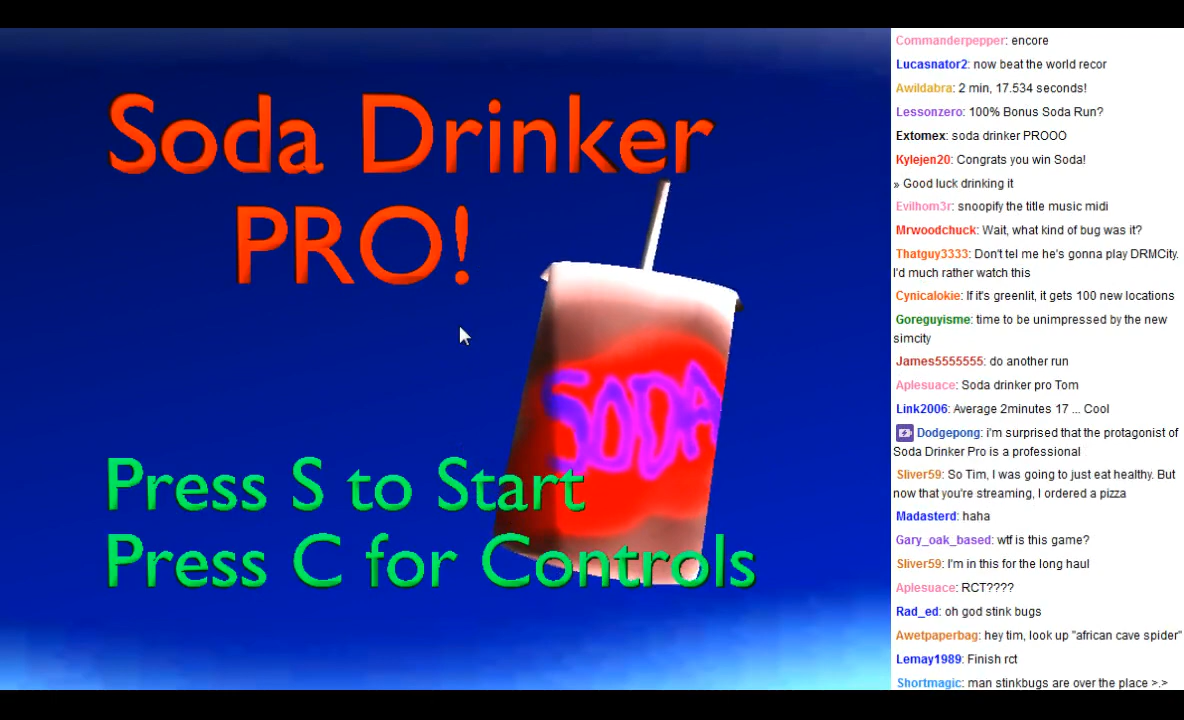 Soda Drinker
PRO!
SODA
Press S to Start
Press C for Controls
Commanderpepper: encore
Lucasnator2: now beat the world recor
Awildabra: 2 min, 17.534 seconds!
Lessonzero: 100% Bonus Soda Run?
Extomex: soda drinker PROOO
Kylejen20: Congrats you win Soda!
» Good luck drinking it
Evilhom3r: snoopify the title music midi
Mrwoodchuck: Wait, what kind of bug was it?
Thatguy3333: Don't tell me he's gonna play DRMCity.
I'd much rather watch this
Cynicalokie: If it's greenlit, it gets 100 new locations
Goreguyisme: time to be unimpressed by the new
simcity
James5555555: do another run
Aplesuace: Soda drinker pro Tom
Link2006: Average 2minutes 17 ... Cool
Dodgepong: i'm surprised that the protagonist of
Soda Drinker Pro is a professional
Sliver59: So Tim, I was going to just eat healthy. But
now that you're streaming, I ordered a pizza
Madasterd: haha
Gary_oak_based: wtf is this game?
Sliver59: I'm in this for the long haul
Aplesuace: RCT????
Rad_ed: oh god stink bugs
Awetpaperbag: hey tim, look up "african cave spider"
Lemay1989: Finish rct
Shortmagic: man stinkbugs are over the place >.>